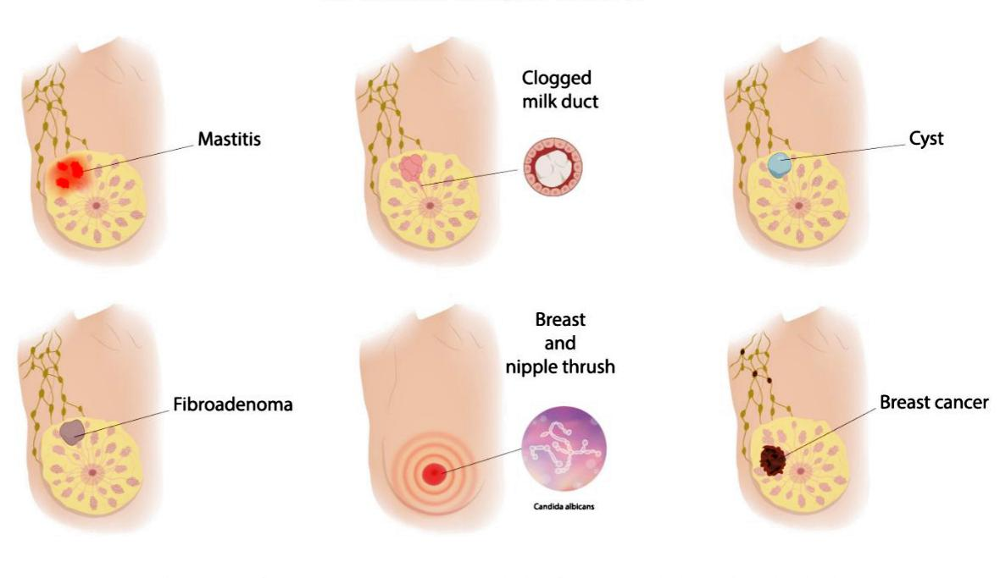 Mastitis
Clogged
milk duct
Cyst
Fibroadenoma
Breast
and
nipple thrush
Candida albicans
Breast cancer